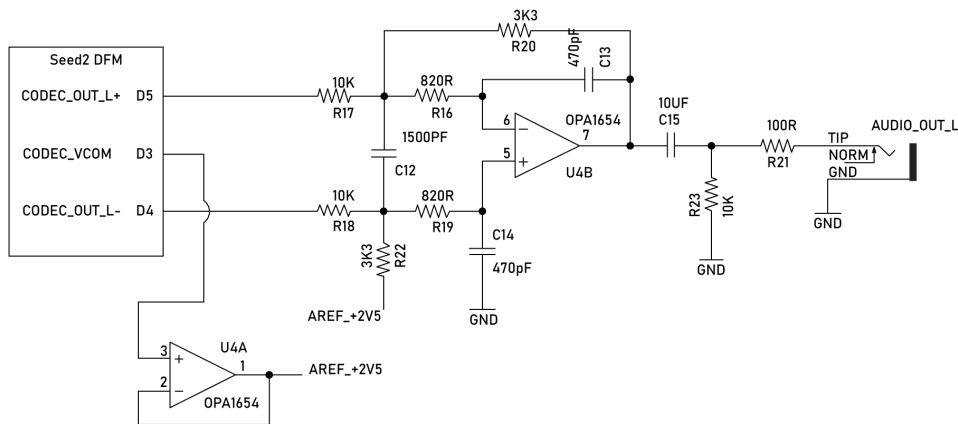 Seed2 DFM
CODEC_OUT_L+ D5
CODEC_VCOM D3
CODEC_OUT_L- D4
10K
R17
820R
R16
3K3
R20
470pF
C13
1500PF
C12
10K
R18
820R
R19
3K3
R22
AREF_+2V5
C14
470pF
GND
6
5
7
OPA1654
U4B
10UF
C15
R23
10K
GND
100R
R21
TIP
NORM
GND
AUDIO_OUT_L
GND
U4A
3
2
1
OPA1654
AREF_+2V5